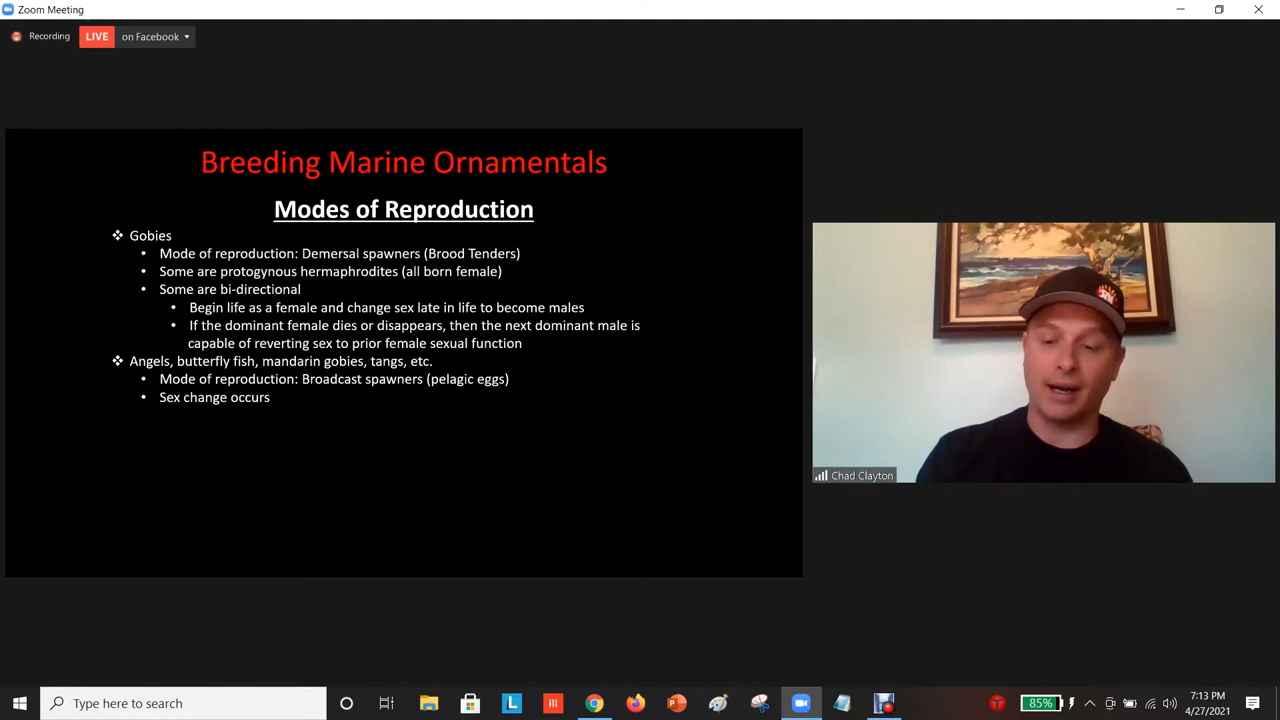 Zoom Meeting
Recording
LIVE
on Facebook
Breeding Marine Ornamentals
Modes of Reproduction
❖ Gobies
• Mode of reproduction: Demersal spawners (Brood Tenders)
• Some are protogynous hermaphrodites (all born female)
• Some are bi-directional
• Begin life as a female and change sex late in life to become males
• If the dominant female dies or disappears, then the next dominant male is
capable of reverting sex to prior female sexual function
❖ Angels, butterfly fish, mandarin gobies, tangs, etc.
• Mode of reproduction: Broadcast spawners (pelagic eggs)
• Sex change occurs
Chad Clayton
Type here to search
L
85%
7:13 PM
4/27/2021